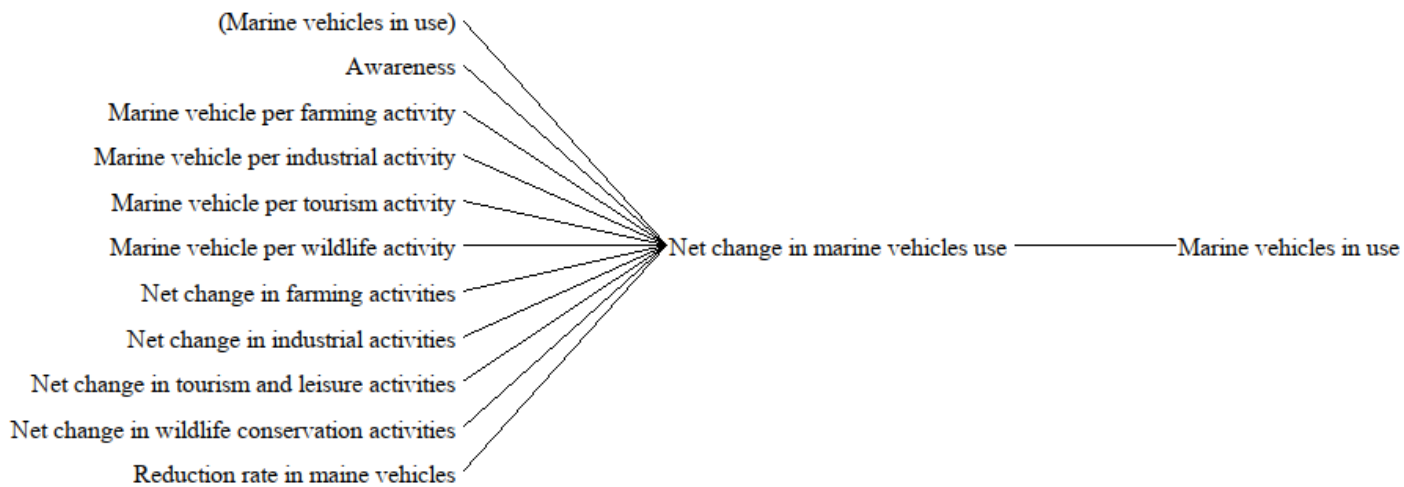 (Marine vehicles in use)
Awareness
Marine vehicle per farming activity
Marine vehicle per industrial activity
Marine vehicle per tourism activity
Marine vehicle per wildlife activity
Net change in farming activities
Net change in industrial activities
Net change in tourism and leisure activities
Net change in wildlife conservation activities
Reduction rate in maine vehicles
Net change in marine vehicles use
Marine vehicles in use